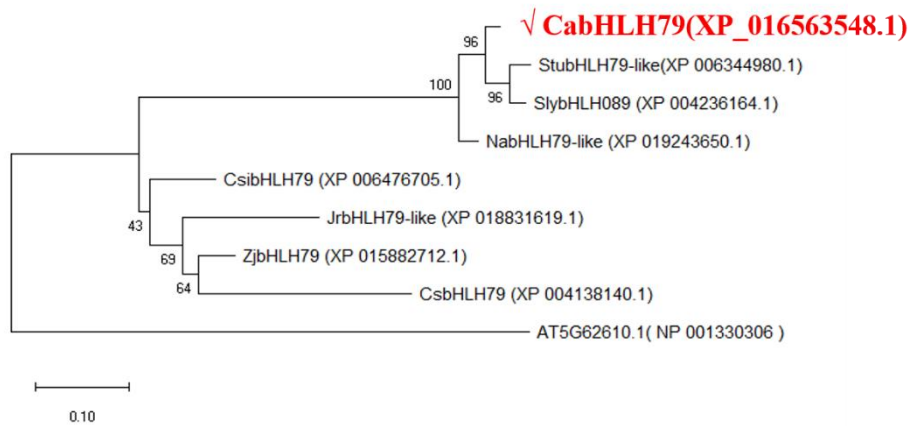 √ CabHLH79(XP_016563548.1)
96
StubHLH79-like(XP 006344980.1)
100
96
SlybHLH089 (XP 004236164.1)
NabHLH79-like (XP 019243650.1)
CsibHLH79 (XP 006476705.1)
43
JrbHLH79-like (XP 018831619.1)
69
ZjbHLH79 (XP 015882712.1)
64
CsbHLH79 (XP 004138140.1)
AT5G62610.1( NP 001330306 )
0.10